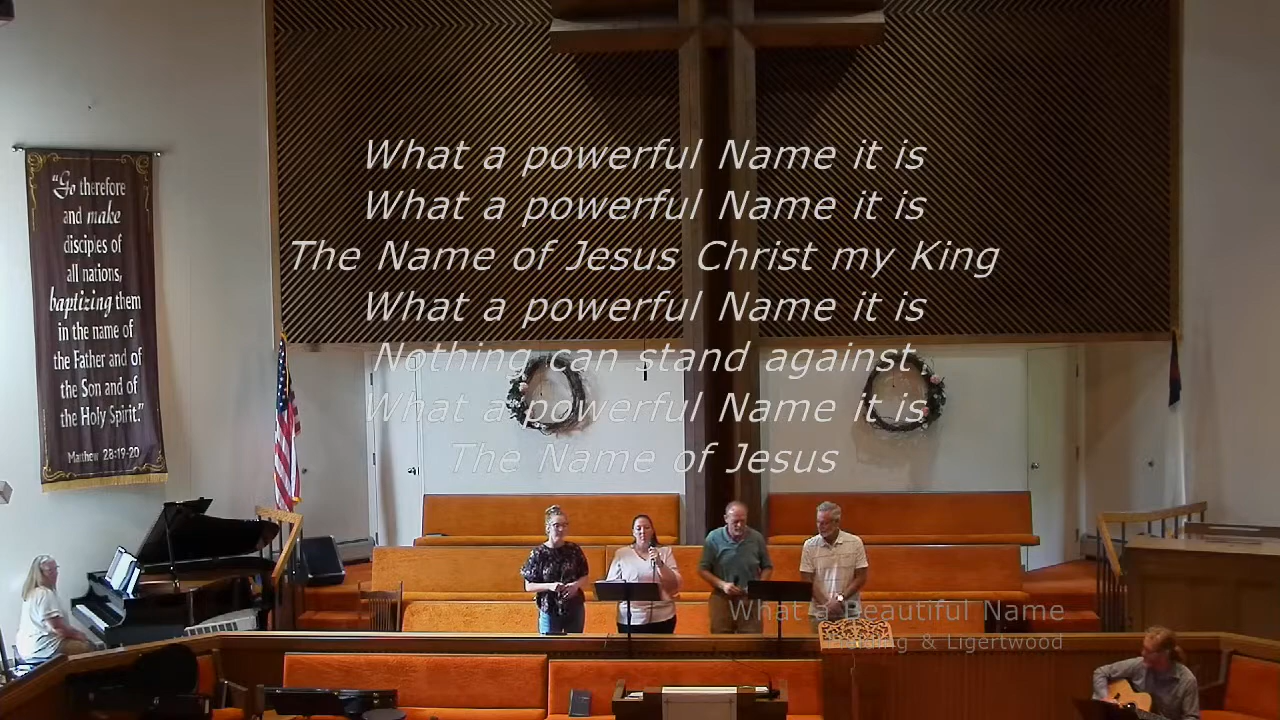 What a powerful Name it is
What a powerful Name it is
The Name of Jesus Christ my King
What a powerful Name it is
Nothing can stand against
What a powerful Name it is
The Name of Jesus
"Go therefore
and make
disciples of
all nations,
baptizing them
in the name of
the Father and of
the Son and of
the Holy Spirit."
Matthew 28:19-20
What a Beautiful Name
& Ligertwood